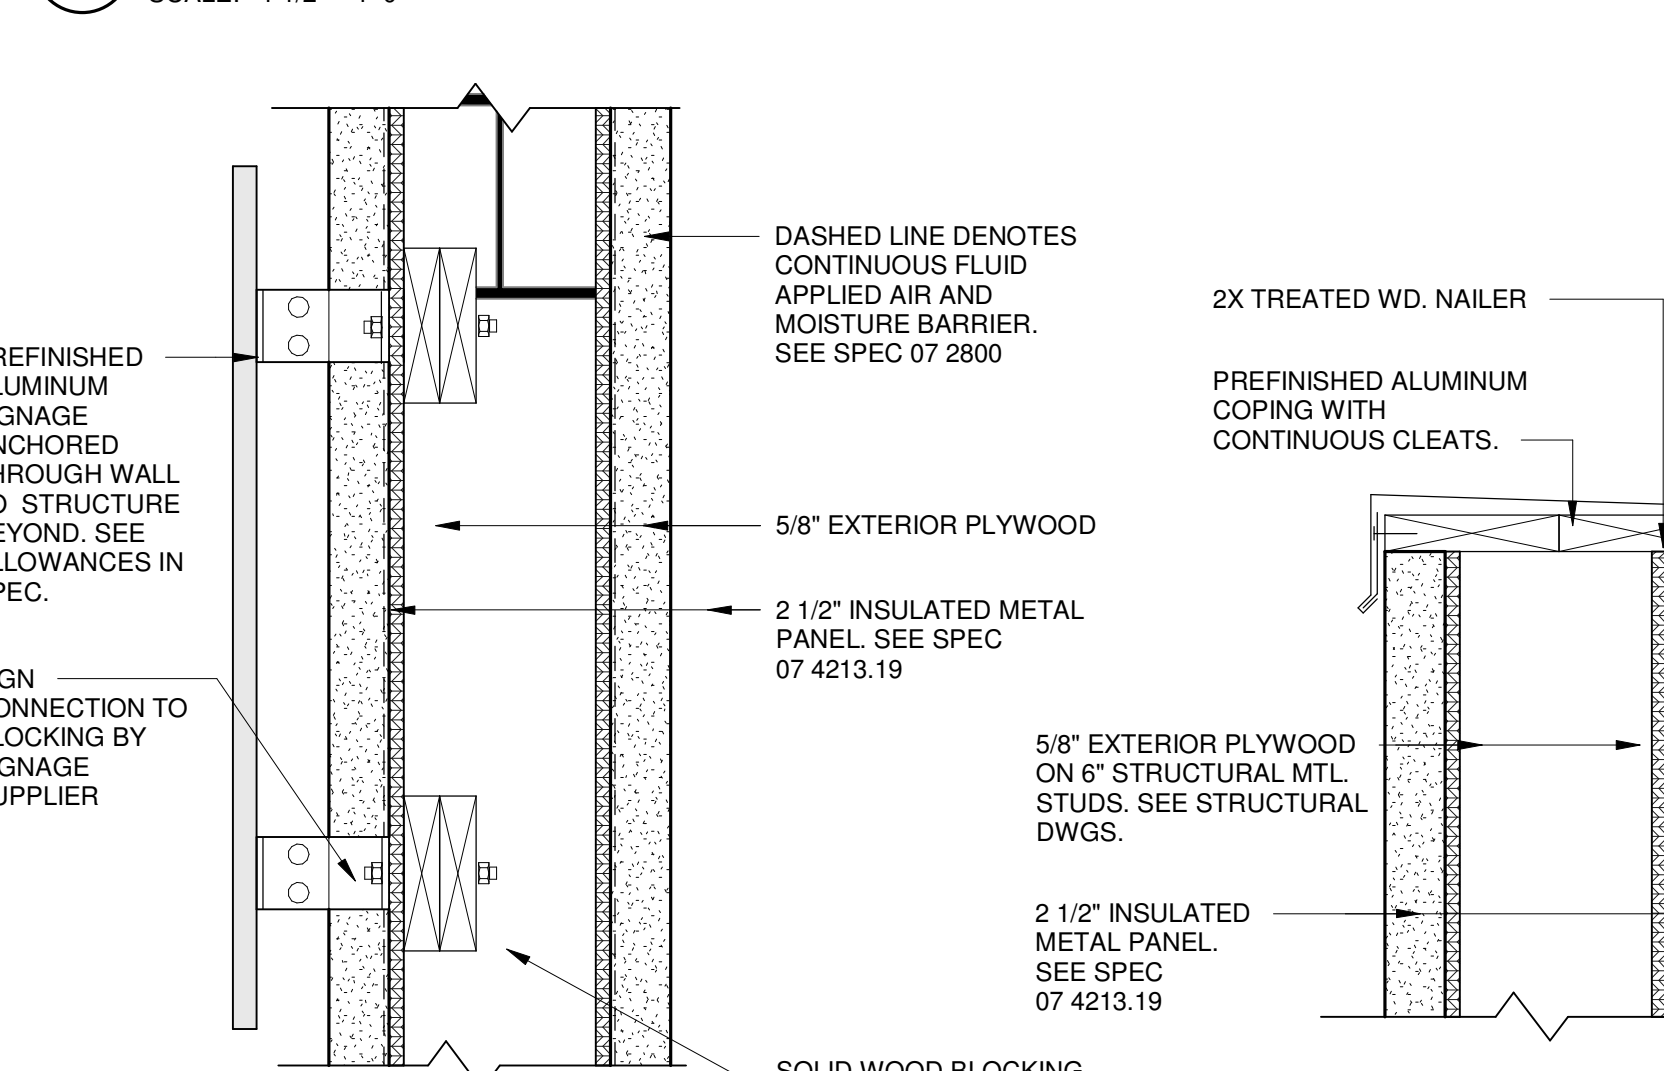 REFINISHED
LUMINUM
GNAGE
NCHORED
HROUGH WALL
O STRUCTURE
EYOND. SEE
LLOWANCES IN
PEC.
GN
ONNECTION TO
LOCKING BY
GNAGE
UPPLIER
DASHED LINE DENOTES
CONTINUOUS FLUID
APPLIED AIR AND
MOISTURE BARRIER.
SEE SPEC 07 2800
5/8" EXTERIOR PLYWOOD
2 1/2" INSULATED METAL
PANEL. SEE SPEC
07 4213.19
SOLID WOOD BLOCKING
2X TREATED WD. NAILER
PREFINISHED ALUMINUM
COPING WITH
CONTINUOUS CLEATS.
5/8" EXTERIOR PLYWOOD
ON 6" STRUCTURAL MTL.
STUDS. SEE STRUCTURAL
DWGS.
2 1/2" INSULATED
METAL PANEL.
SEE SPEC
07 4213.19